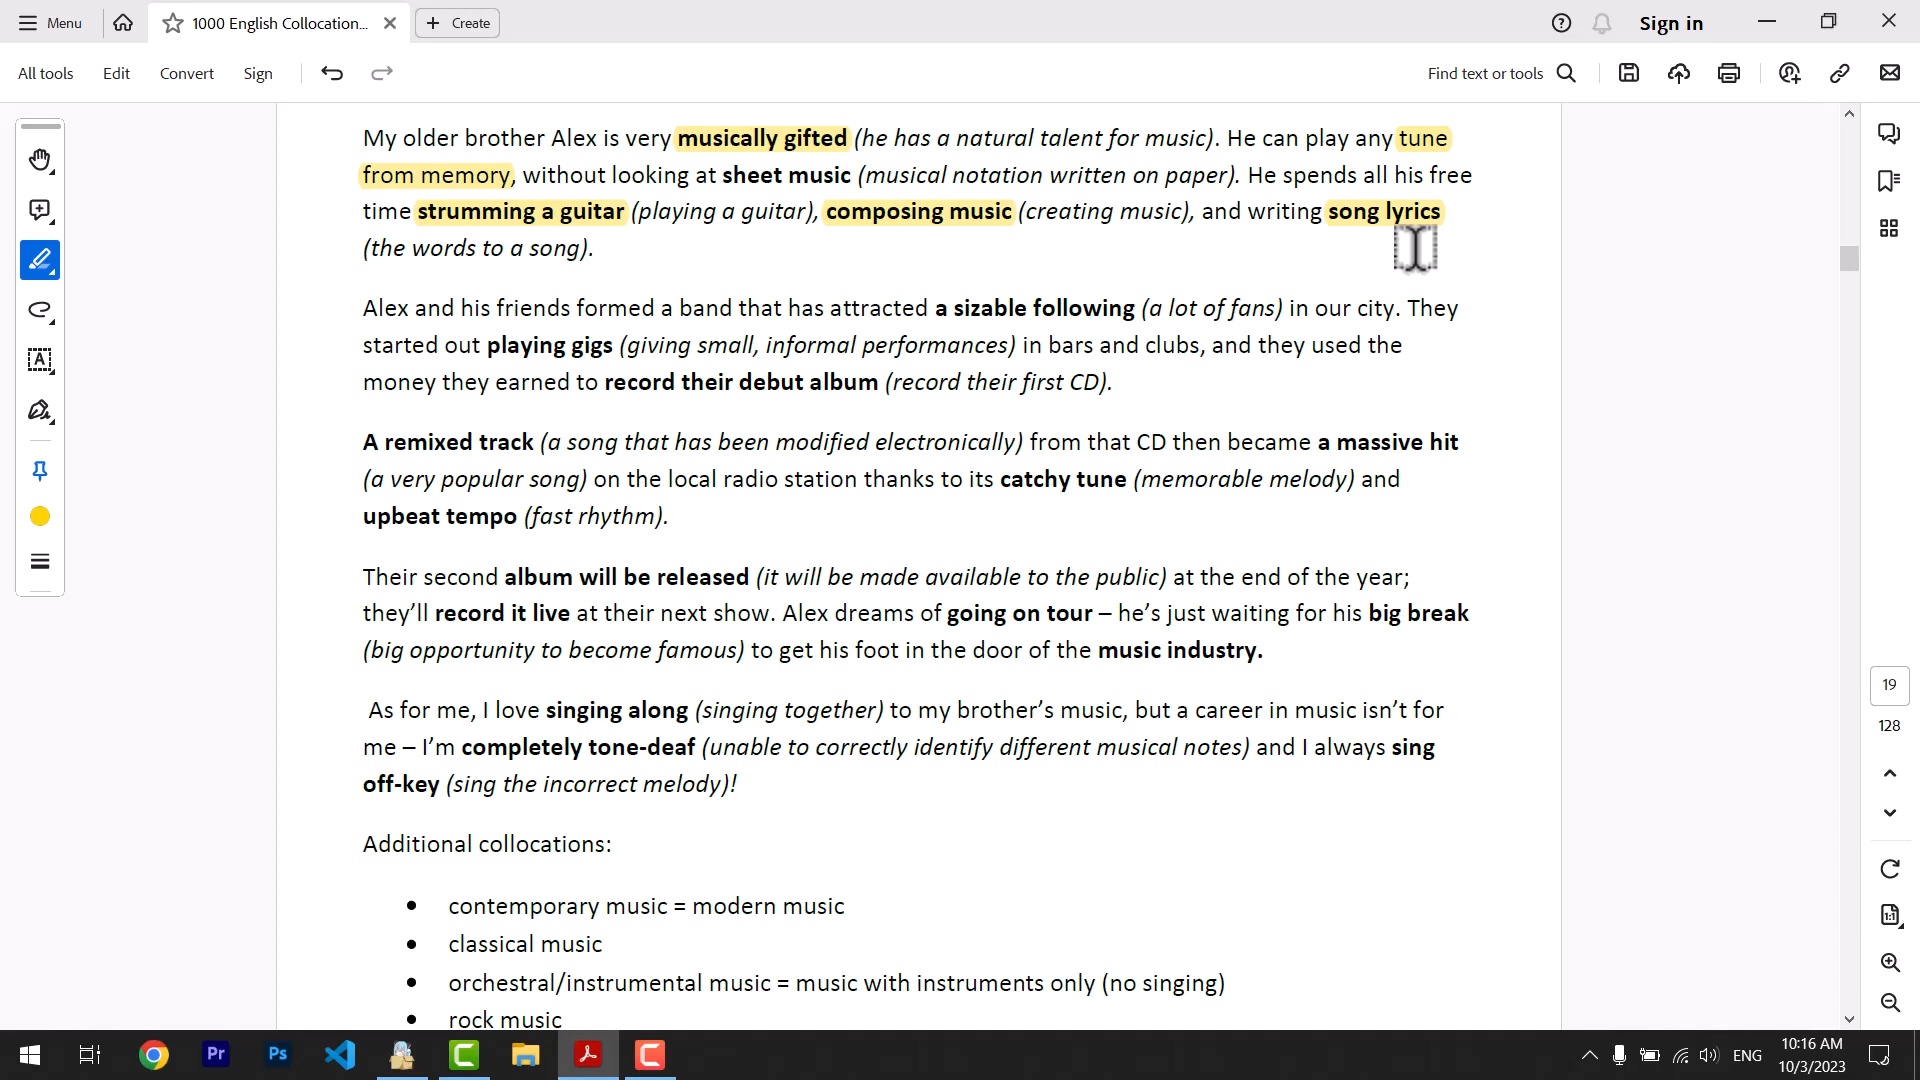 Menu
1000 English Collocation...
Create
Sign in
All tools
Edit
Convert
Sign
Find text or tools
My older brother Alex is very musically gifted (he has a natural talent for music). He can play any tune
from memory, without looking at sheet music (musical notation written on paper). He spends all his free
time strumming a guitar (playing a guitar), composing music (creating music), and writing song lyrics
(the words to a song).
Alex and his friends formed a band that has attracted a sizable following (a lot of fans) in our city. They
started out playing gigs (giving small, informal performances) in bars and clubs, and they used the
money they earned to record their debut album (record their first CD).
A remixed track (a song that has been modified electronically) from that CD then became a massive hit
(a very popular song) on the local radio station thanks to its catchy tune (memorable melody) and
upbeat tempo (fast rhythm).
Their second album will be released (it will be made available to the public) at the end of the year;
they’ll record it live at their next show. Alex dreams of going on tour – he’s just waiting for his big break
(big opportunity to become famous) to get his foot in the door of the music industry.
As for me, I love singing along (singing together) to my brother’s music, but a career in music isn’t for
me – I’m completely tone-deaf (unable to correctly identify different musical notes) and I always sing
off-key (sing the incorrect melody)!
Additional collocations:
• contemporary music = modern music
• classical music
• orchestral/instrumental music = music with instruments only (no singing)
• rock music
19
128
Pr
Ps
ENG
10:16 AM
10/3/2023